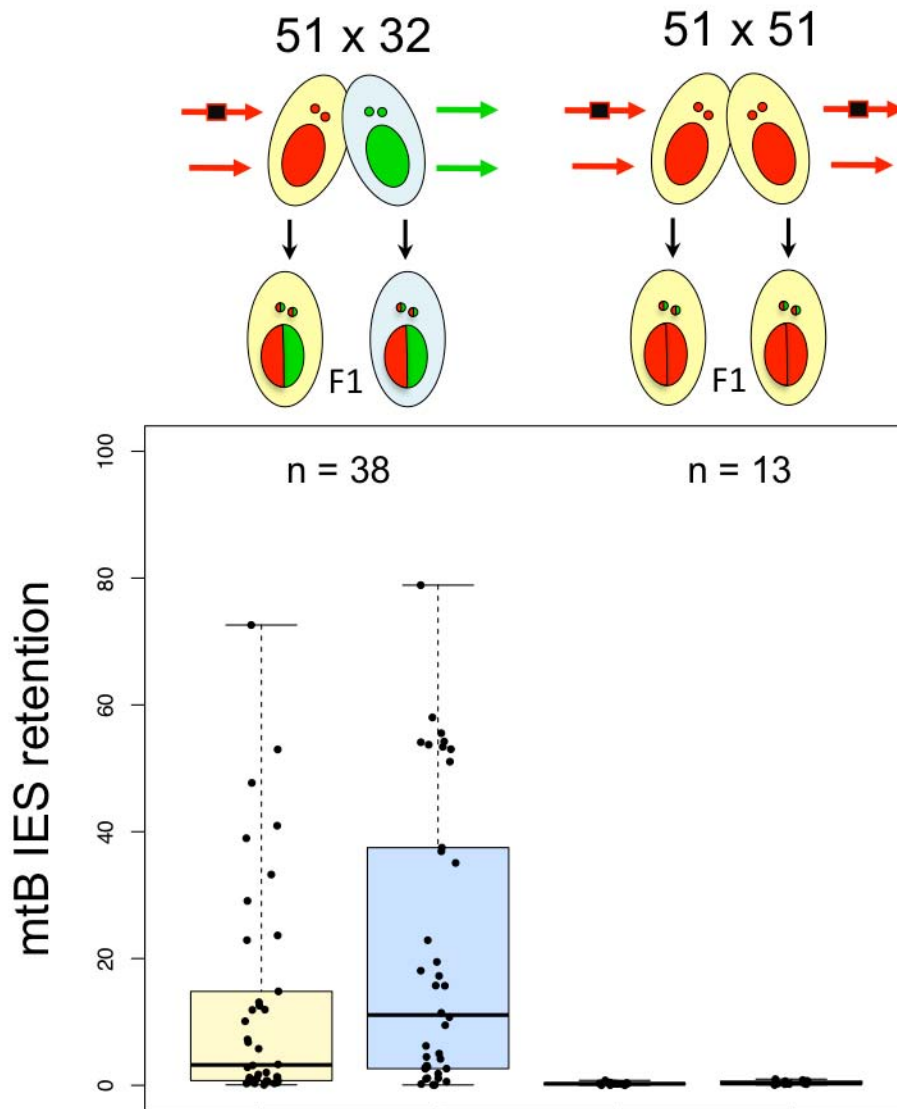 51 x 32
51 x 51
F1
F1
n = 38
n = 13
mtB IES retention
100
80
60
40
20
0